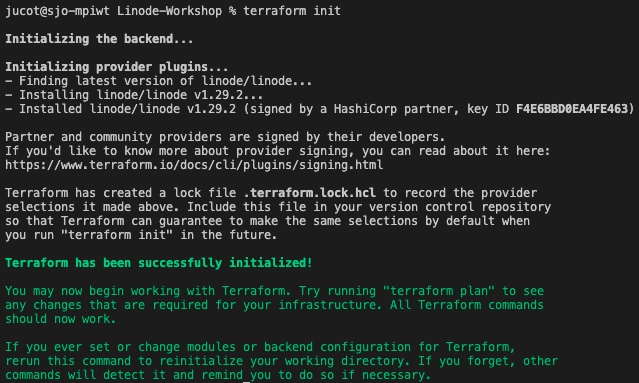 jucot@sjo-mpiwt Linode-Workshop % terraform init
Initializing the backend...
Initializing provider plugins...
- Finding latest version of linode/linode...
- Installing linode/linode v1.29.2...
- Installed linode/linode v1.29.2 (signed by a HashiCorp partner, key ID F4E6BBD0EA4FE463)
Partner and community providers are signed by their developers.
If you'd like to know more about provider signing, you can read about it here:
https://www.terraform.io/docs/cli/plugins/signing.html
Terraform has created a lock file .terraform.lock.hcl to record the provider
selections it made above. Include this file in your version control repository
so that Terraform can guarantee to make the same selections by default when
you run "terraform init" in the future.
Terraform has been successfully initialized!
You may now begin working with Terraform. Try running "terraform plan" to see
any changes that are required for your infrastructure. All Terraform commands
should now work.
If you ever set or change modules or backend configuration for Terraform,
rerun this command to reinitialize your working directory. If you forget, other
commands will detect it and remind you to do so if necessary.